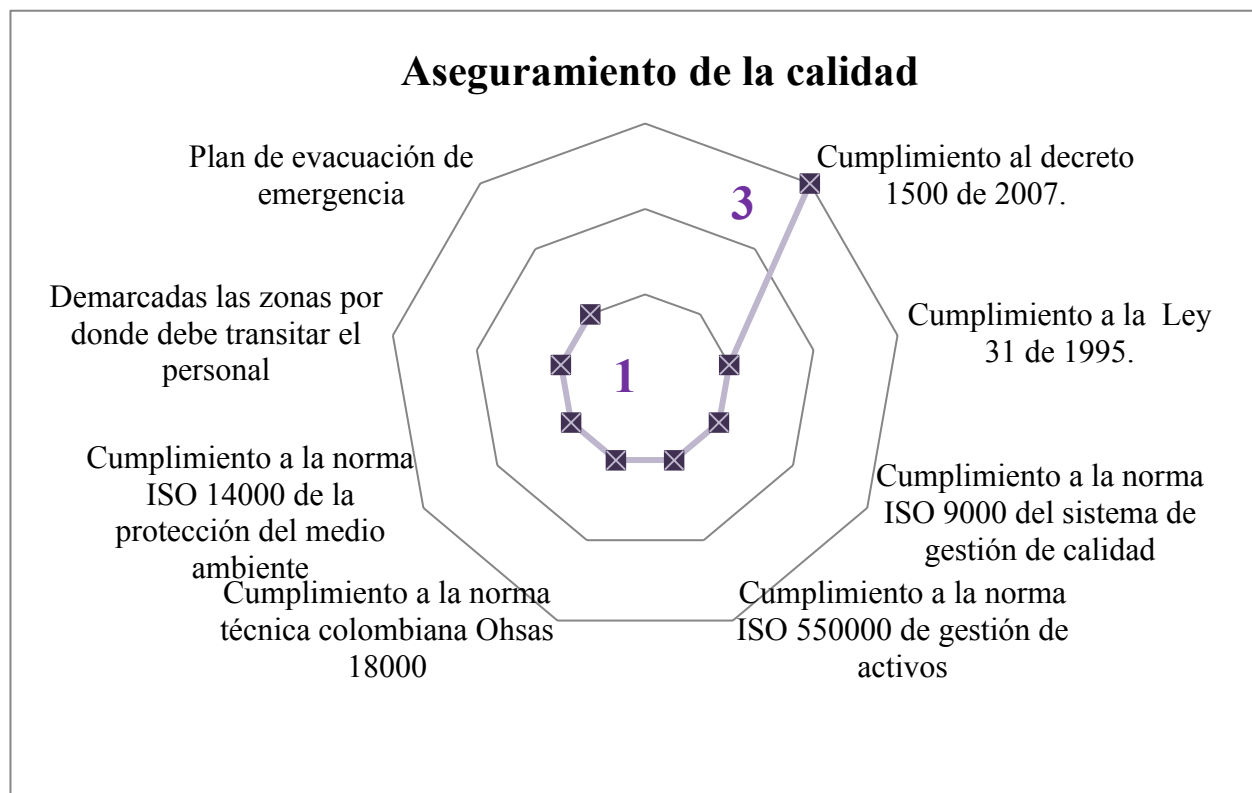 Aseguramiento de la calidad
Cumplimiento al decreto
1500 de 2007.
Cumplimiento a la Ley
31 de 1995.
Cumplimiento a la norma
ISO 9000 del sistema de
gestión de calidad
Cumplimiento a la norma
ISO 550000 de gestión de
activos
Cumplimiento a la norma
técnica colombiana Ohsas
18000
Cumplimiento a la norma
ISO 14000 de la
protección del medio
ambiente
Demarcadas las zonas por
donde debe transitar el
personal
Plan de evacuación de
emergencia
3
1